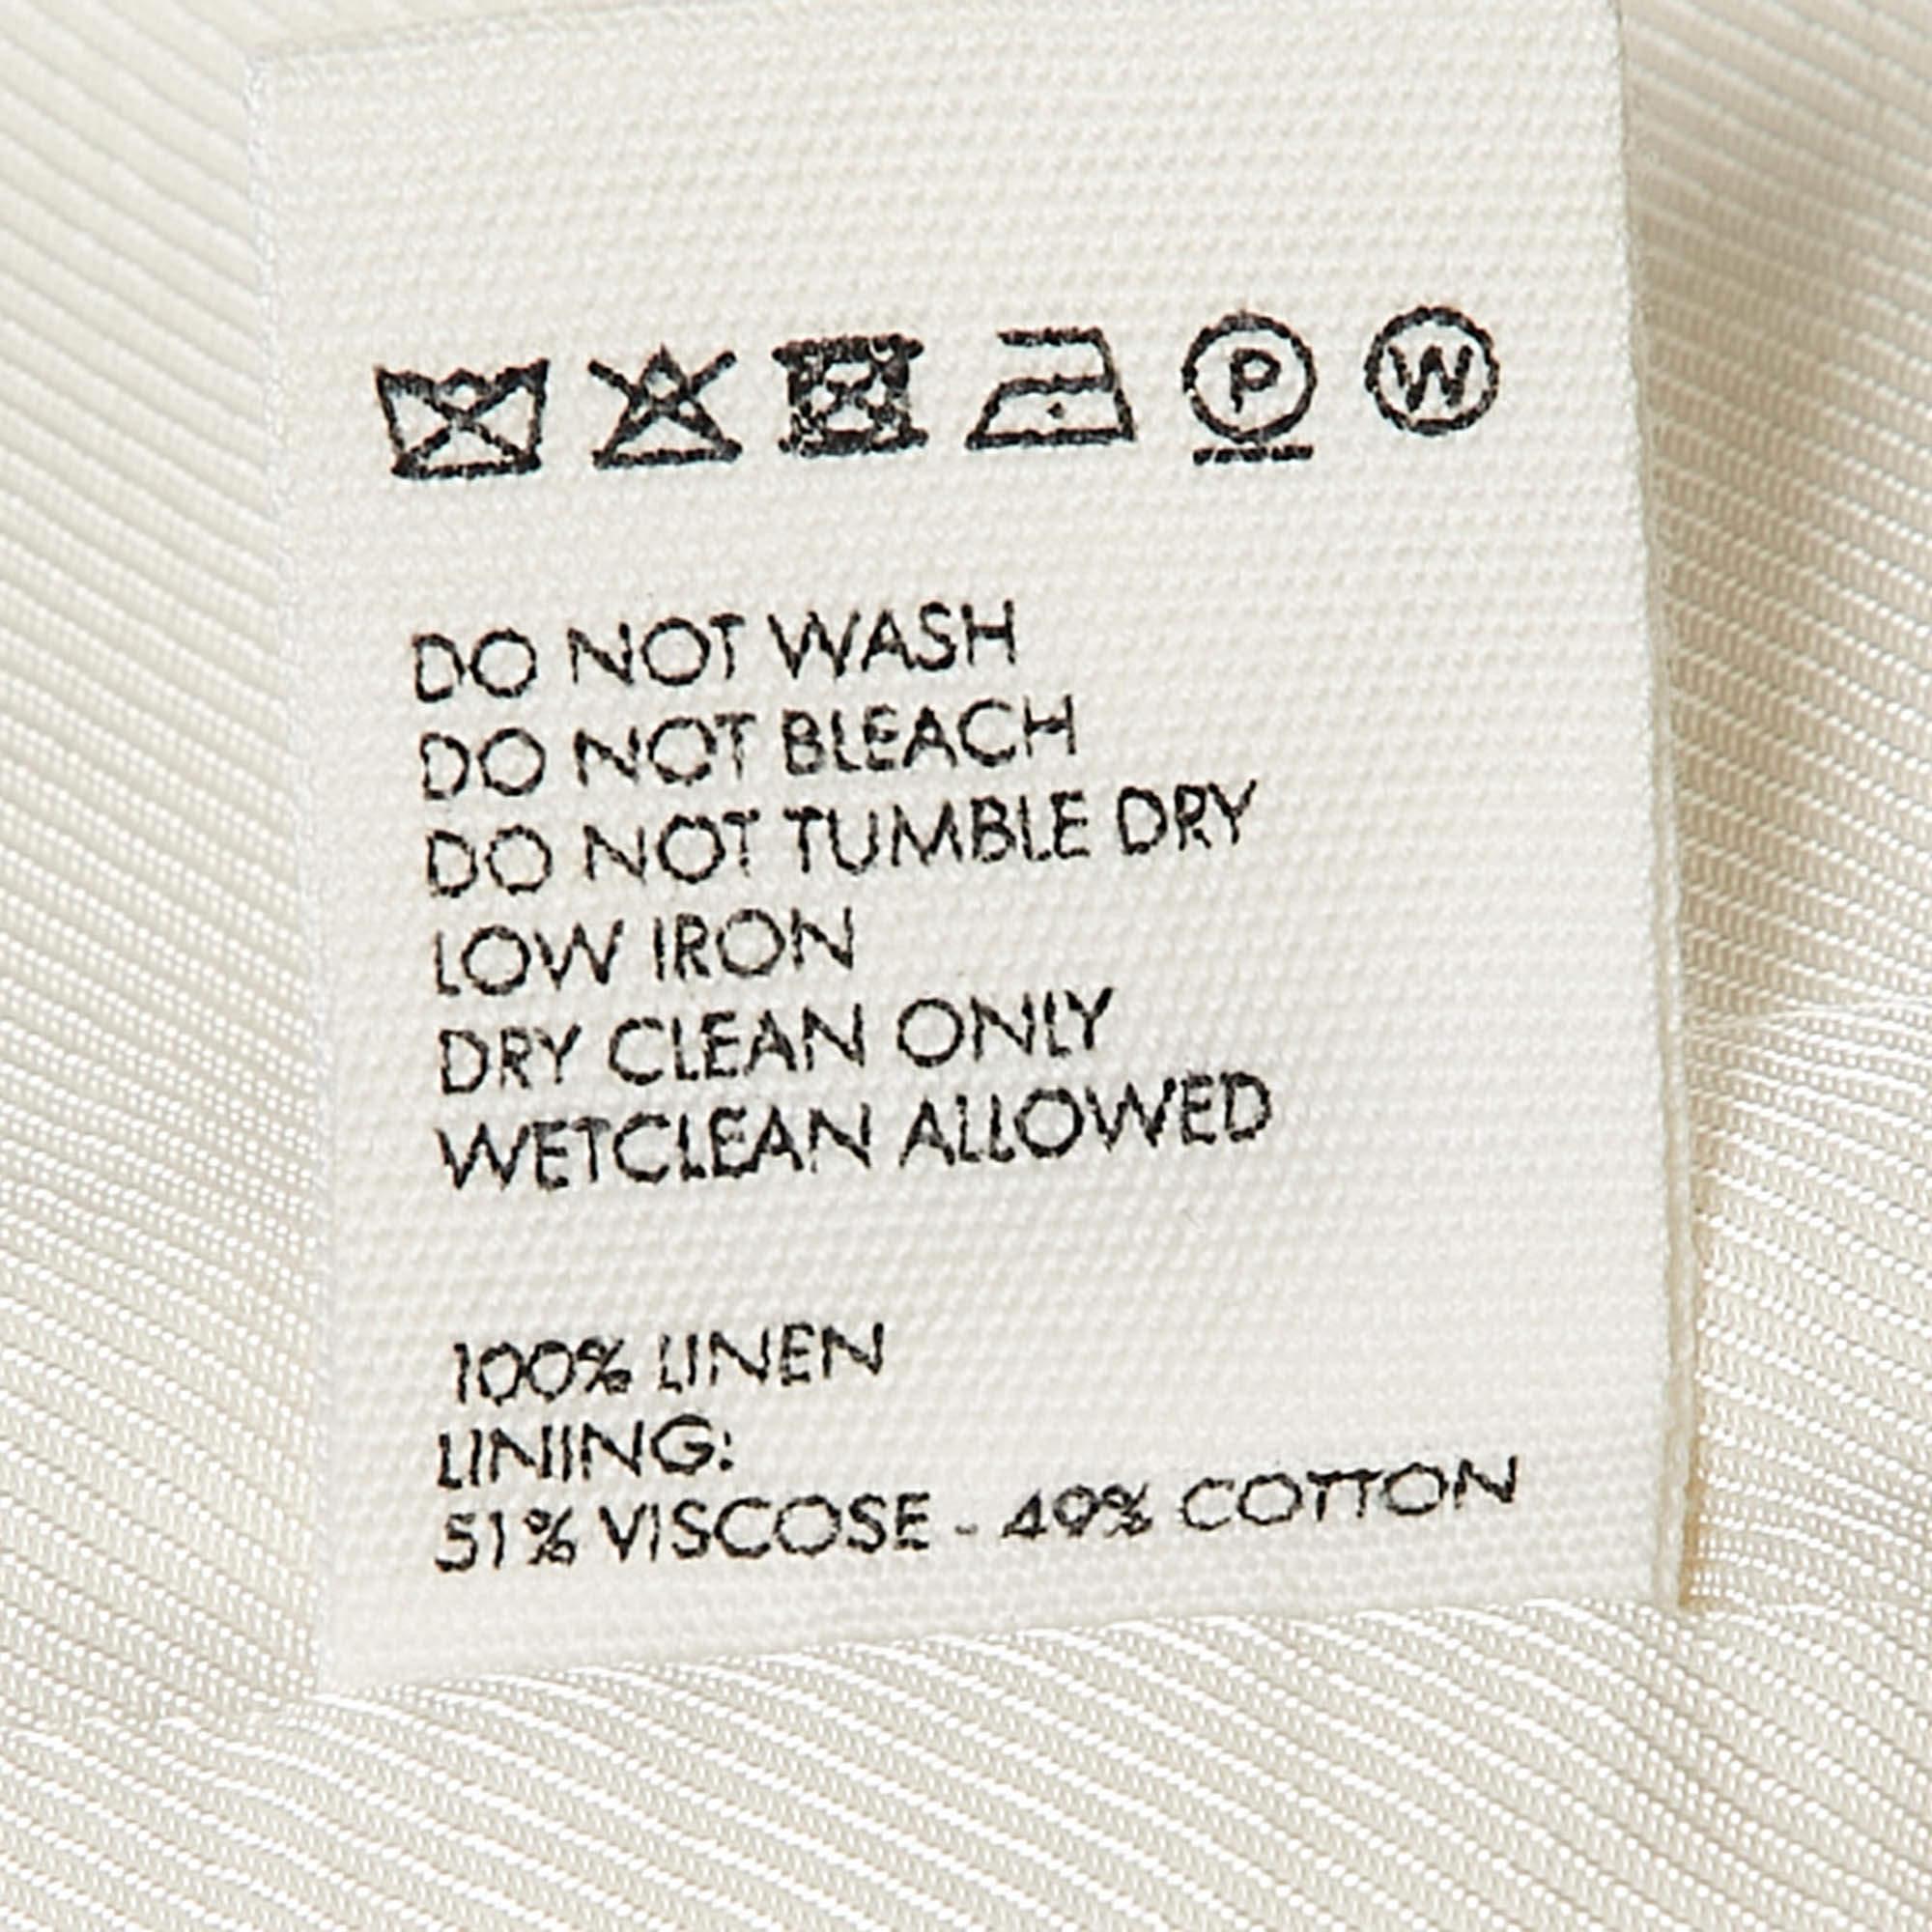 P W
DO NOT WASH
DO NOT BLEACH
DO NOT TUMBLE DRY
LOW IRON
DRY CLEAN ONLY
WETCLEAN ALLOWED
100% LINEN
LINING:
51% VISCOSE - 49% COTTON